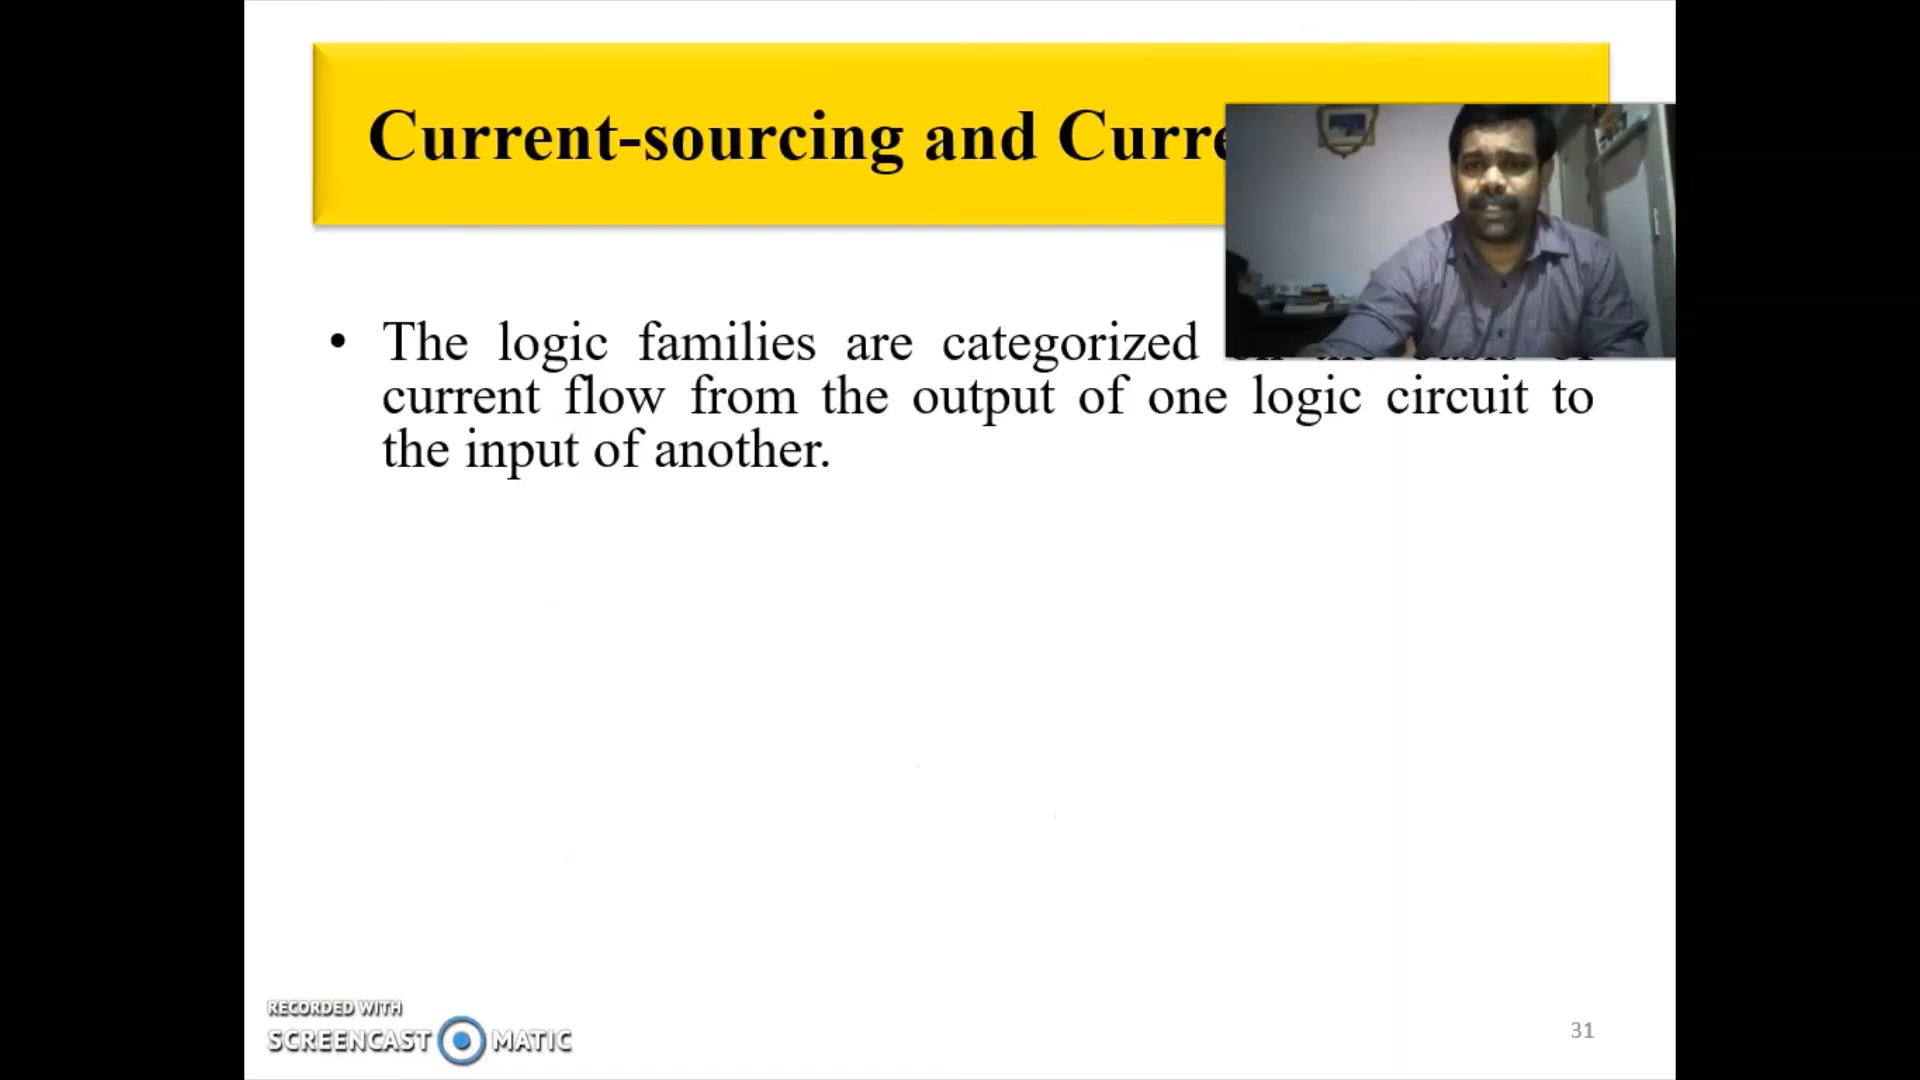 Current-sourcing and Curre
• The logic families are categorized
current flow from the output of one logic circuit to
the input of another.
RECORDED WITH
SCREENCAST MATIC
31